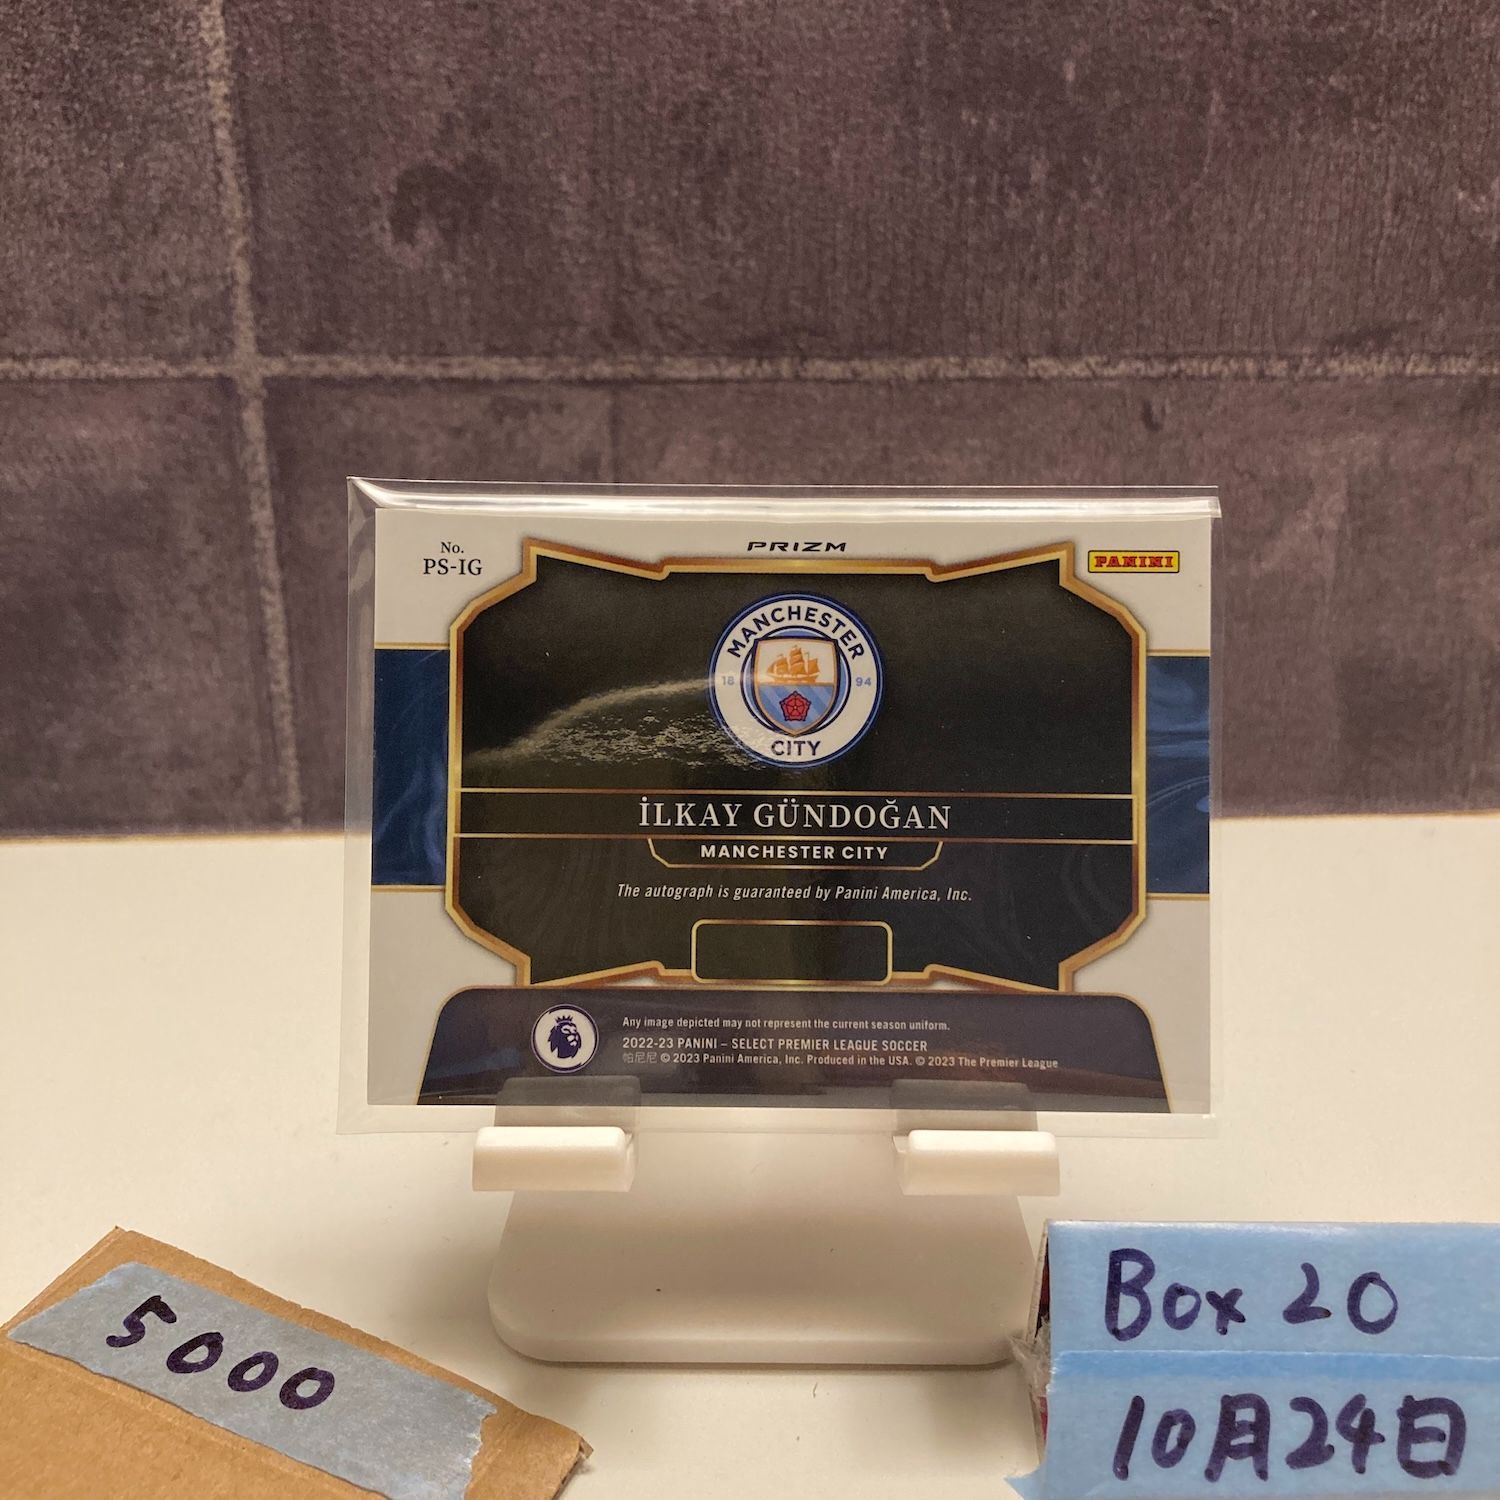 No.
PS-IG
PRIZM
PANINI
MANCHESTER
18 94
CITY
İLKAY GÜNDOĞAN
MANCHESTER CITY
The autograph is guaranteed by Panini America, Inc.
Any image depicted may not represent the current season uniform.
2022-23 PANINI – SELECT PREMIER LEAGUE SOCCER
帕尼尼 © 2023 Panini America, Inc. Produced in the USA. © 2023 The Premier League
5000
Box 20
10月24日